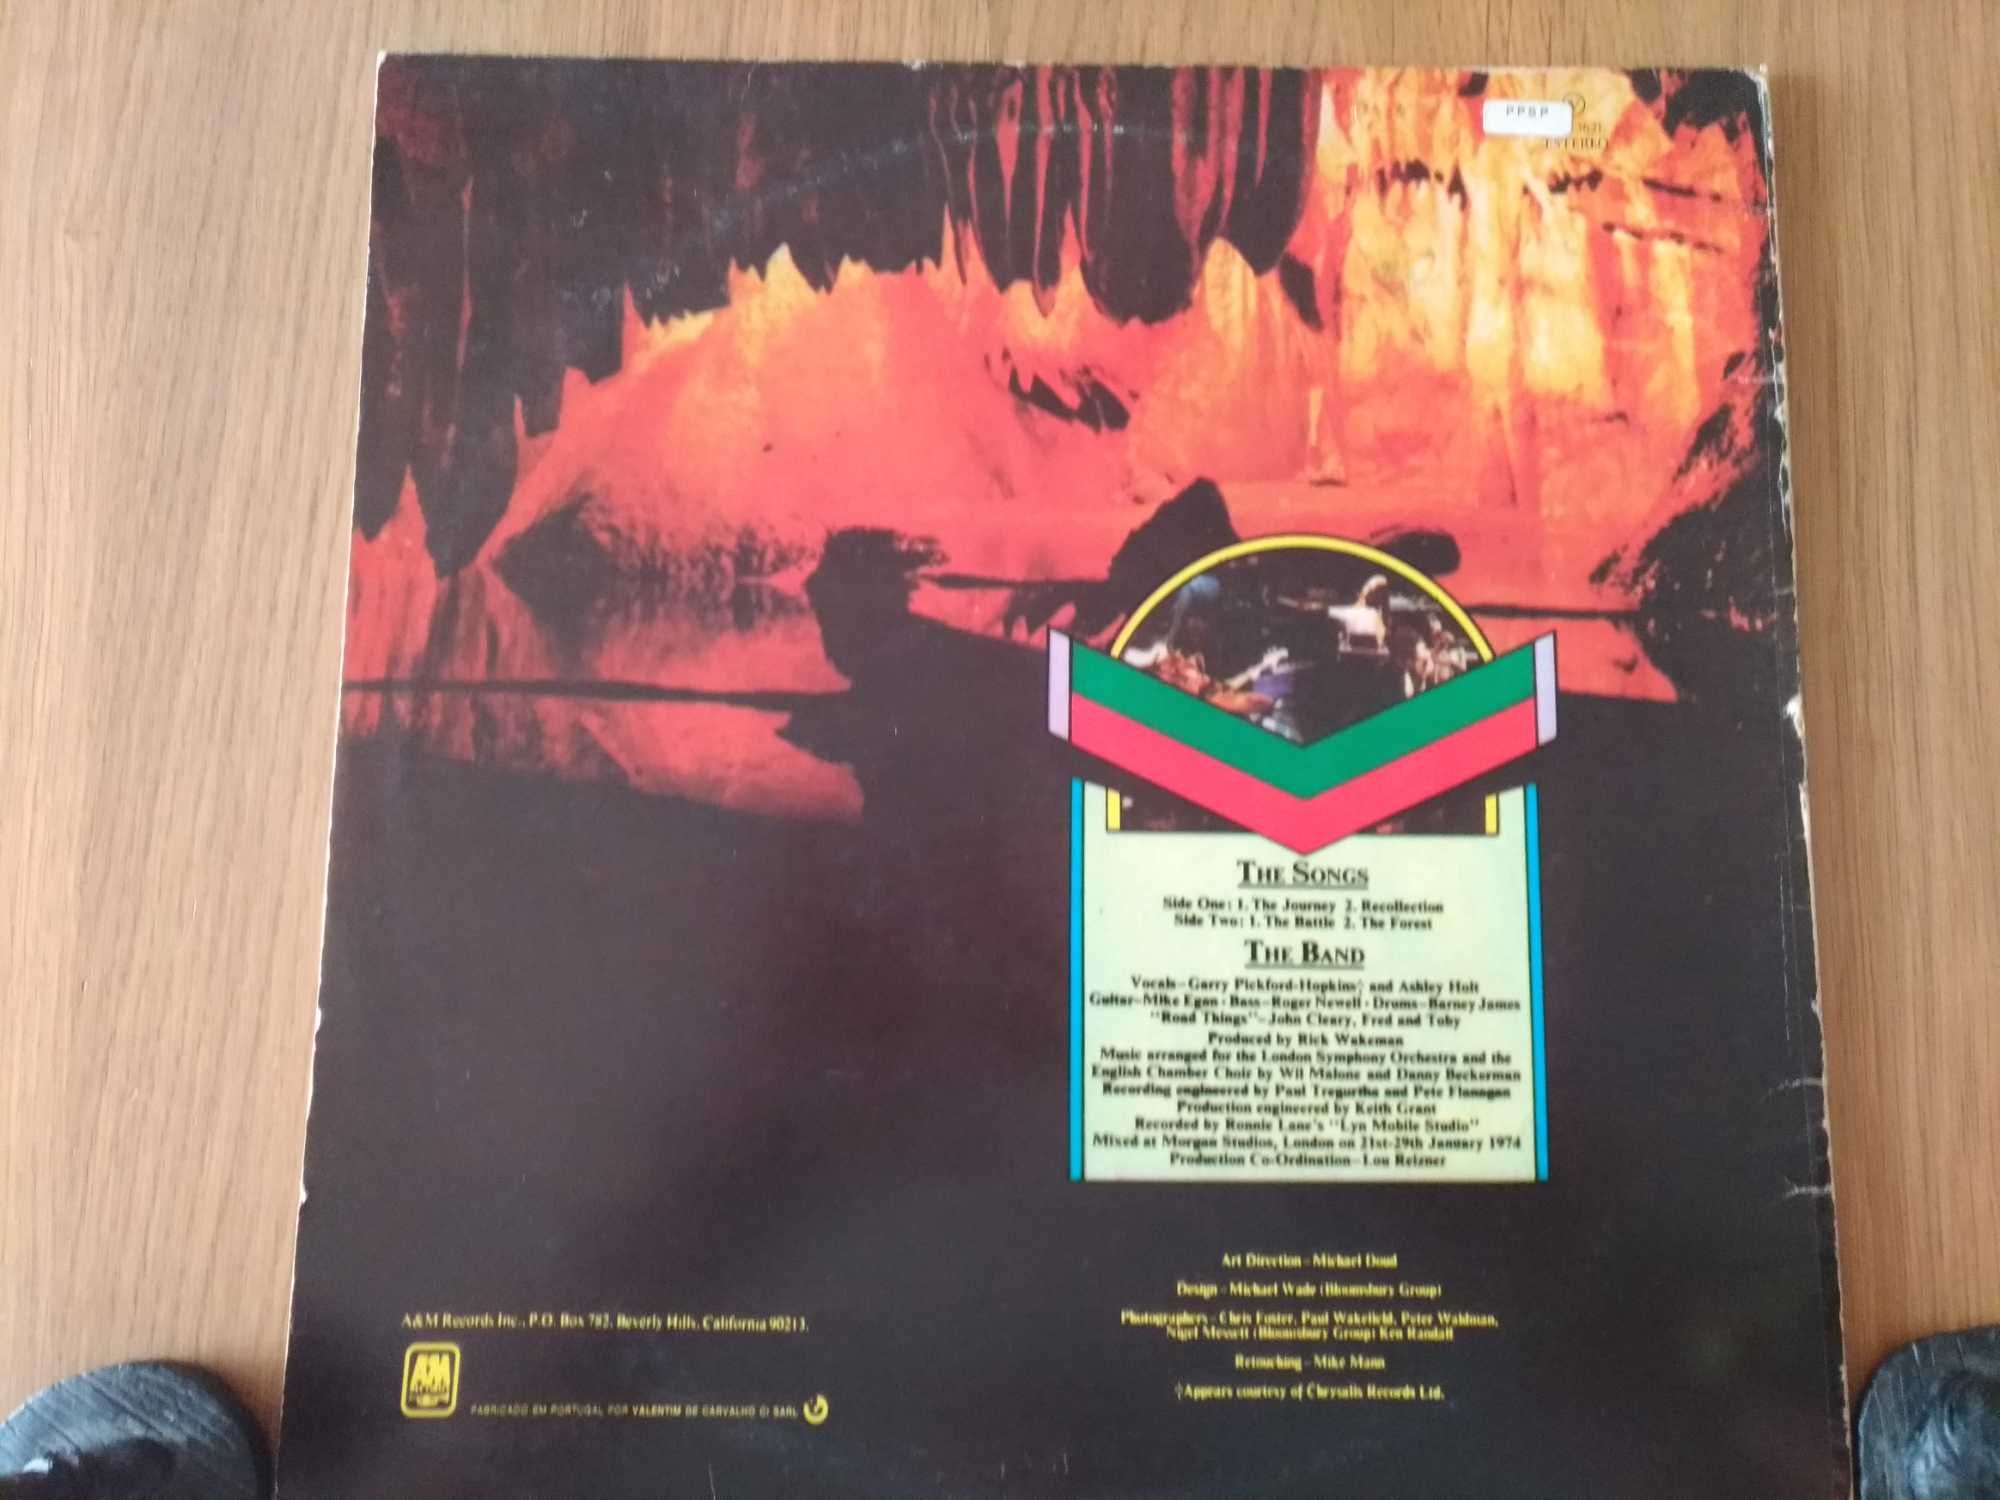 PPSP
3621
ESTEREO
THE SONGS
Side One: 1. The Journey 2. Recollection
Side Two: 1. The Battle 2. The Forest
THE BAND
Vocals–Garry Pickford-Hopkins† and Ashley Holt
Guitar–Mike Egan · Bass–Roger Newell · Drums–Barney James
"Road Things"–John Cleary, Fred and Toby
Produced by Rick Wakeman
Music arranged for the London Symphony Orchestra and the
English Chamber Choir by Wil Malone and Danny Beckerman
Recording engineered by Paul Tregurtha and Pete Flanagan
Production engineered by Keith Grant
Recorded by Ronnie Lane's "Lyn Mobile Studio"
Mixed at Morgan Studios, London on 21st-29th January 1974
Production Co-Ordination–Lou Reizner
Art Direction – Michael Doud
Design – Michael Wade (Bloomsbury Group)
Photographers – Chris Foster, Paul Wakefield, Peter Waldman,
Nigel Messett (Bloomsbury Group) Ken Randall
Retouching – Mike Mann
†Appears courtesy of Chrysalis Records Ltd.
A&M Records Inc., P.O. Box 782, Beverly Hills, California 90213.
A&M
RECORDS
FABRICADO EM PORTUGAL POR VALENTIM DE CARVALHO CI SARL